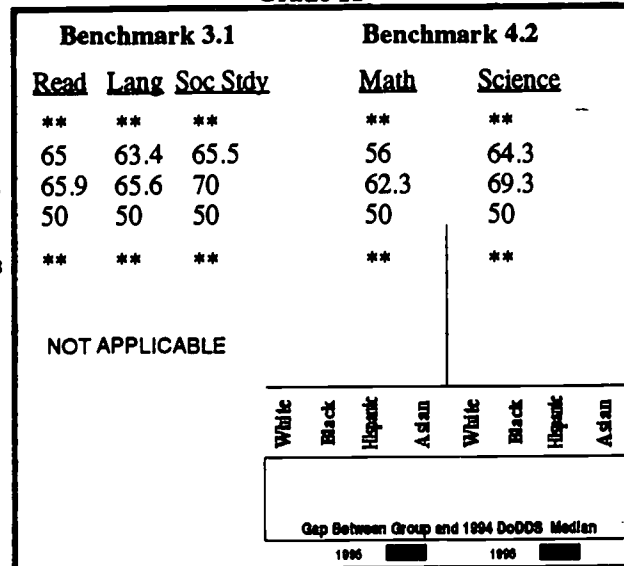 Benchmark 3.1 Benchmark 4.2
Read Lang Soc Stdy Math Science
** ** ** ** **
65 63.4 65.5 56 64.3
65.9 65.6 70 62.3 69.3
50 50 50 50 50
** ** ** ** **
NOT APPLICABLE
White Black Hispanic Asian White Black Hispanic Asian
Gap Between Group and 1994 DoDDS Median
1995 1996